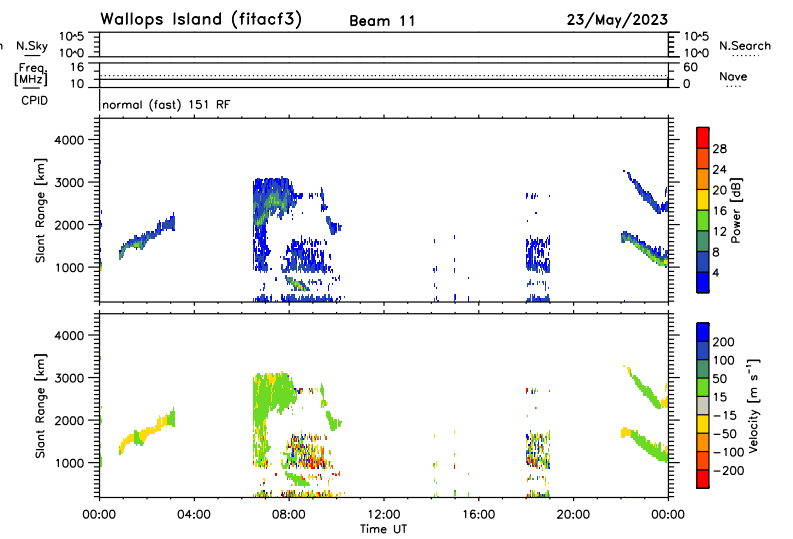 Wallops Island (fitacf3) Beam 11 23/May/2023
n N.Sky 10^5 10^0 10^5 10^0 N.Search
Freq. [MHz] 16 10 60 0 Nave
CPID normal (fast) 151 RF
Slant Range [km]
4000
3000
2000
1000
28
24
20
16
12
8
4
Power [dB]
Slant Range [km]
4000
3000
2000
1000
200
100
50
15
-15
-50
-100
-200
Velocity [m s⁻¹]
00:00 04:00 08:00 12:00 16:00 20:00 00:00
Time UT